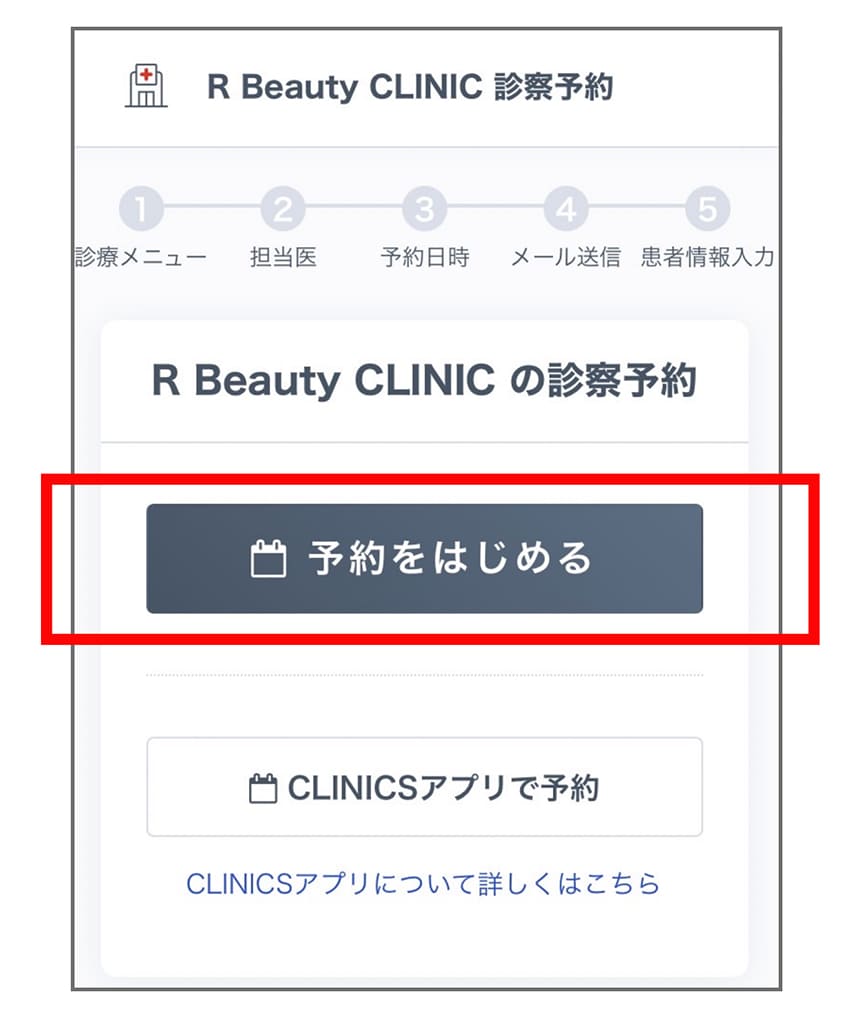 R Beauty CLINIC 診察予約
1 2 3 4 5
診療メニュー 担当医 予約日時 メール送信 患者情報入力
R Beauty CLINIC の診察予約
予約をはじめる
CLINICSアプリで予約
CLINICSアプリについて詳しくはこちら